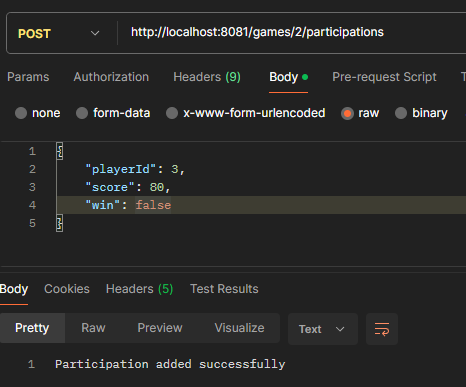 POST http://localhost:8081/games/2/participations
Params Authorization Headers (9) Body Pre-request Script
none form-data x-www-form-urlencoded raw binary
1 {
2 "playerId": 3,
3 "score": 80,
4 "win": false
5 }
Body Cookies Headers (5) Test Results
Pretty Raw Preview Visualize Text
1 Participation added successfully